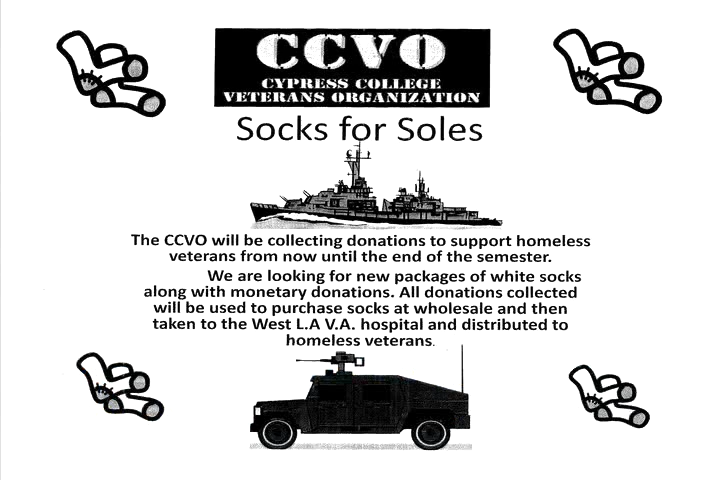 CCVO
CYPRESS COLLEGE
VETERANS ORGANIZATION
Socks for Soles
The CCVO will be collecting donations to support homeless
veterans from now until the end of the semester.
We are looking for new packages of white socks
along with monetary donations. All donations collected
will be used to purchase socks at wholesale and then
taken to the West L.A V.A. hospital and distributed to
homeless veterans.